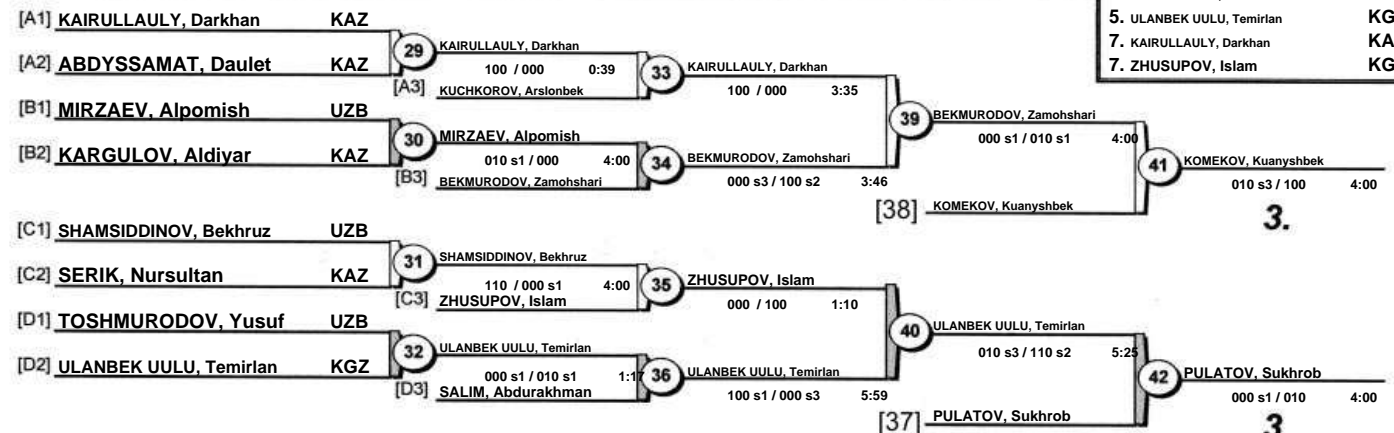 5. ULANBEK UULU, Temirlan KG
7. KAIRULLAULY, Darkhan KA
7. ZHUSUPOV, Islam KG
[A1] KAIRULLAULY, Darkhan KAZ
29 KAIRULLAULY, Darkhan
[A2] ABDYSSAMAT, Daulet KAZ
100 / 000 0:39
33 KAIRULLAULY, Darkhan
[A3] KUCHKOROV, Arslonbek
100 / 000 3:35
[B1] MIRZAEV, Alpomish UZB
39 BEKMURODOV, Zamohshari
30 MIRZAEV, Alpomish
000 s1 / 010 s1 4:00
[B2] KARGULOV, Aldiyar KAZ
010 s1 / 000 4:00
34 BEKMURODOV, Zamohshari
41 KOMEKOV, Kuanyshbek
[B3] BEKMURODOV, Zamohshari
000 s3 / 100 s2 3:46
010 s3 / 100 4:00
[38] KOMEKOV, Kuanyshbek
3.
[C1] SHAMSIDDINOV, Bekhruz UZB
31 SHAMSIDDINOV, Bekhruz
[C2] SERIK, Nursultan KAZ
110 / 000 s1 4:00
35 ZHUSUPOV, Islam
[C3] ZHUSUPOV, Islam
000 / 100 1:10
[D1] TOSHMURODOV, Yusuf UZB
40 ULANBEK UULU, Temirlan
32 ULANBEK UULU, Temirlan
010 s3 / 110 s2 5:25
[D2] ULANBEK UULU, Temirlan KGZ
000 s1 / 010 s1 1:17
36 ULANBEK UULU, Temirlan
42 PULATOV, Sukhrob
[D3] SALIM, Abdurakhman
100 s1 / 000 s3 5:59
000 s1 / 010 4:00
[37] PULATOV, Sukhrob
3